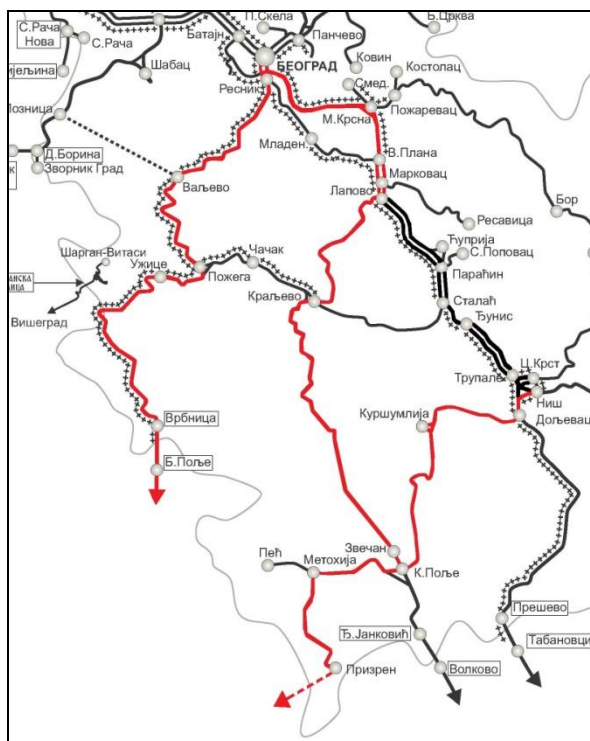 С.Рача
Нова
С.Рача
Батајн
П.Скела
Панчево
Б.Црква
Шабац
БЕОГРАД
Ковин
Костолац
Ресник
Смед.
Пожаревац
М.Крсна
Младен.
В.Плана
Д.Борина
Зворник Град
Ваљево
Марковац
Лапово
Ресавица
Бор
Ћуприја
С.Поповац
Шарган-Витаси
Чачак
Ужице
Пожега
Параћин
Краљево
Сталаћ
Вишеград
Ђунис
Ц.Крст
Трупале
Ниш
Дољевац
Врбница
Куршумлија
Б.Поље
Звечан
Пећ
Метохија
К.Поље
Прешево
Ђ.Јанковић
Табановци
Призрен
Волково